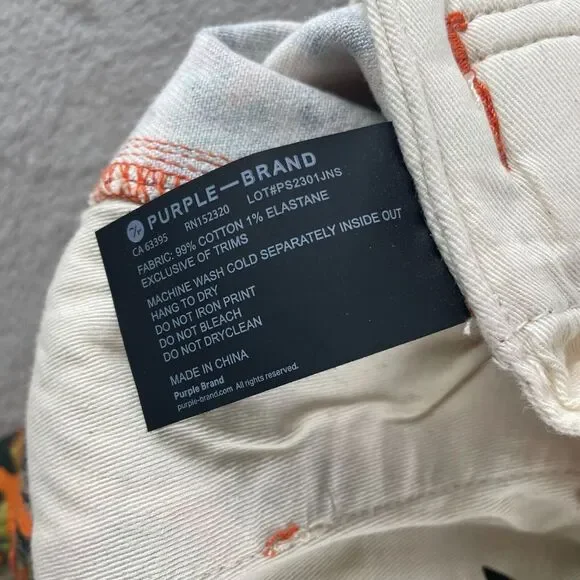 PURPLE—BRAND
CA 63395 RN152320 LOT#PS2301JNS
FABRIC: 99% COTTON 1% ELASTANE
EXCLUSIVE OF TRIMS
MACHINE WASH COLD SEPARATELY INSIDE OUT
HANG TO DRY
DO NOT IRON PRINT
DO NOT BLEACH
DO NOT DRYCLEAN
MADE IN CHINA
Purple Brand
purple-brand.com All rights reserved.